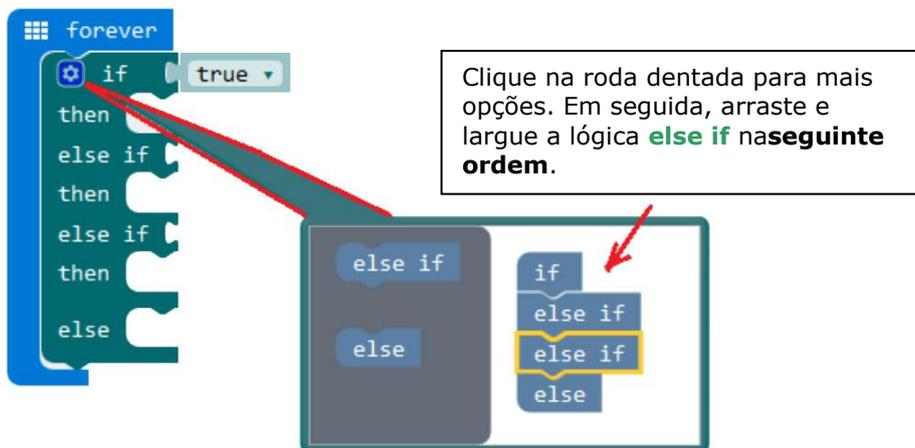 forever
if true
then
else if
then
else if
then
else
Clique na roda dentada para mais
opções. Em seguida, arraste e
largue a lógica else if naseguinte
ordem.
else if
else
if
else if
else if
else